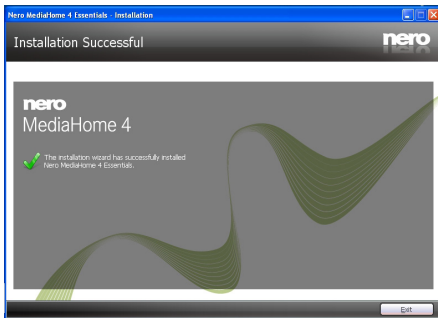 Nero MediaHome 4 Essentials - Installation
Installation Successful
nero
nero
MediaHome 4
The installation wizard has successfully installed
Nero MediaHome 4 Essentials.
Exit